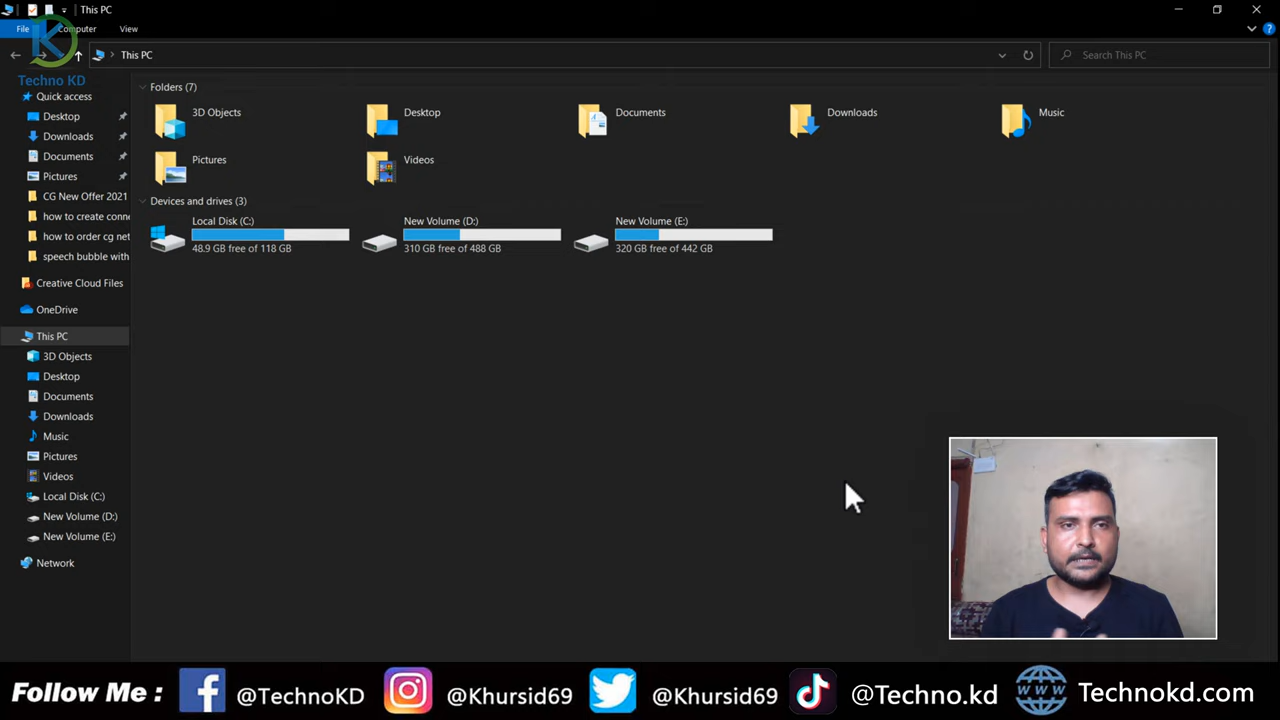 This PC
File
Computer
View
This PC
Search This PC
Techno KD
Quick access
Desktop
Downloads
Documents
Pictures
CG New Offer 2021
how to create conne
how to order cg net
speech bubble with
Creative Cloud Files
OneDrive
This PC
3D Objects
Desktop
Documents
Downloads
Music
Pictures
Videos
Local Disk (C:)
New Volume (D:)
New Volume (E:)
Network
Folders (7)
3D Objects
Desktop
Documents
Downloads
Music
Pictures
Videos
Devices and drives (3)
Local Disk (C:)
48.9 GB free of 118 GB
New Volume (D:)
310 GB free of 488 GB
New Volume (E:)
320 GB free of 442 GB
Follow Me : @TechnoKD @Khursid69 @Khursid69 @Techno.kd WWW Technokd.com